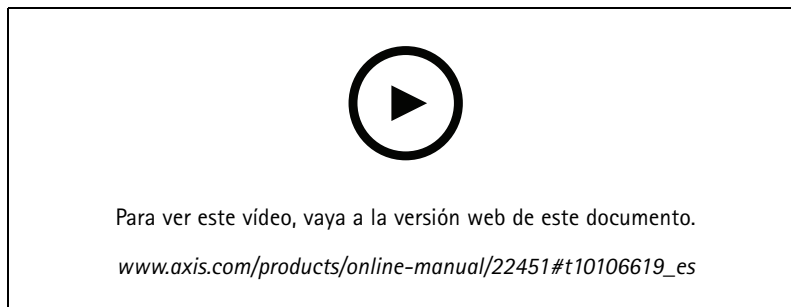 Para ver este vídeo, vaya a la versión web de este documento.
www.axis.com/products/online-manual/22451#t10106619_es